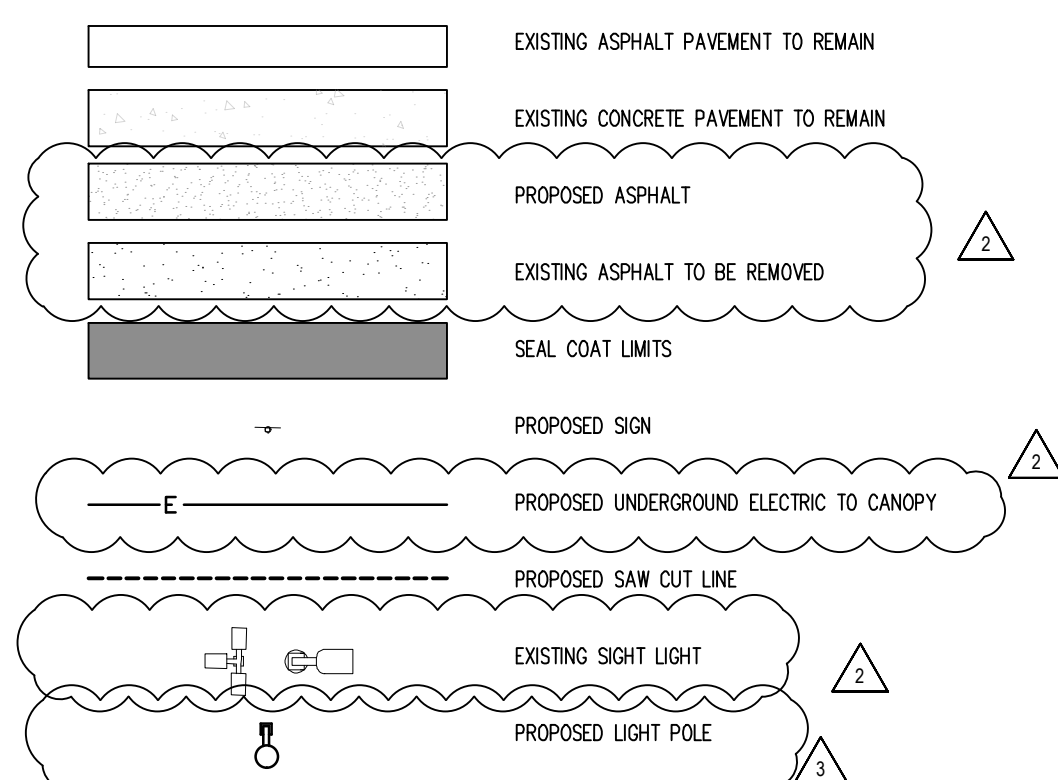 EXISTING ASPHALT PAVEMENT TO REMAIN
EXISTING CONCRETE PAVEMENT TO REMAIN
PROPOSED ASPHALT
2
EXISTING ASPHALT TO BE REMOVED
SEAL COAT LIMITS
PROPOSED SIGN
2
E
PROPOSED UNDERGROUND ELECTRIC TO CANOPY
PROPOSED SAW CUT LINE
EXISTING SIGHT LIGHT
2
PROPOSED LIGHT POLE
3